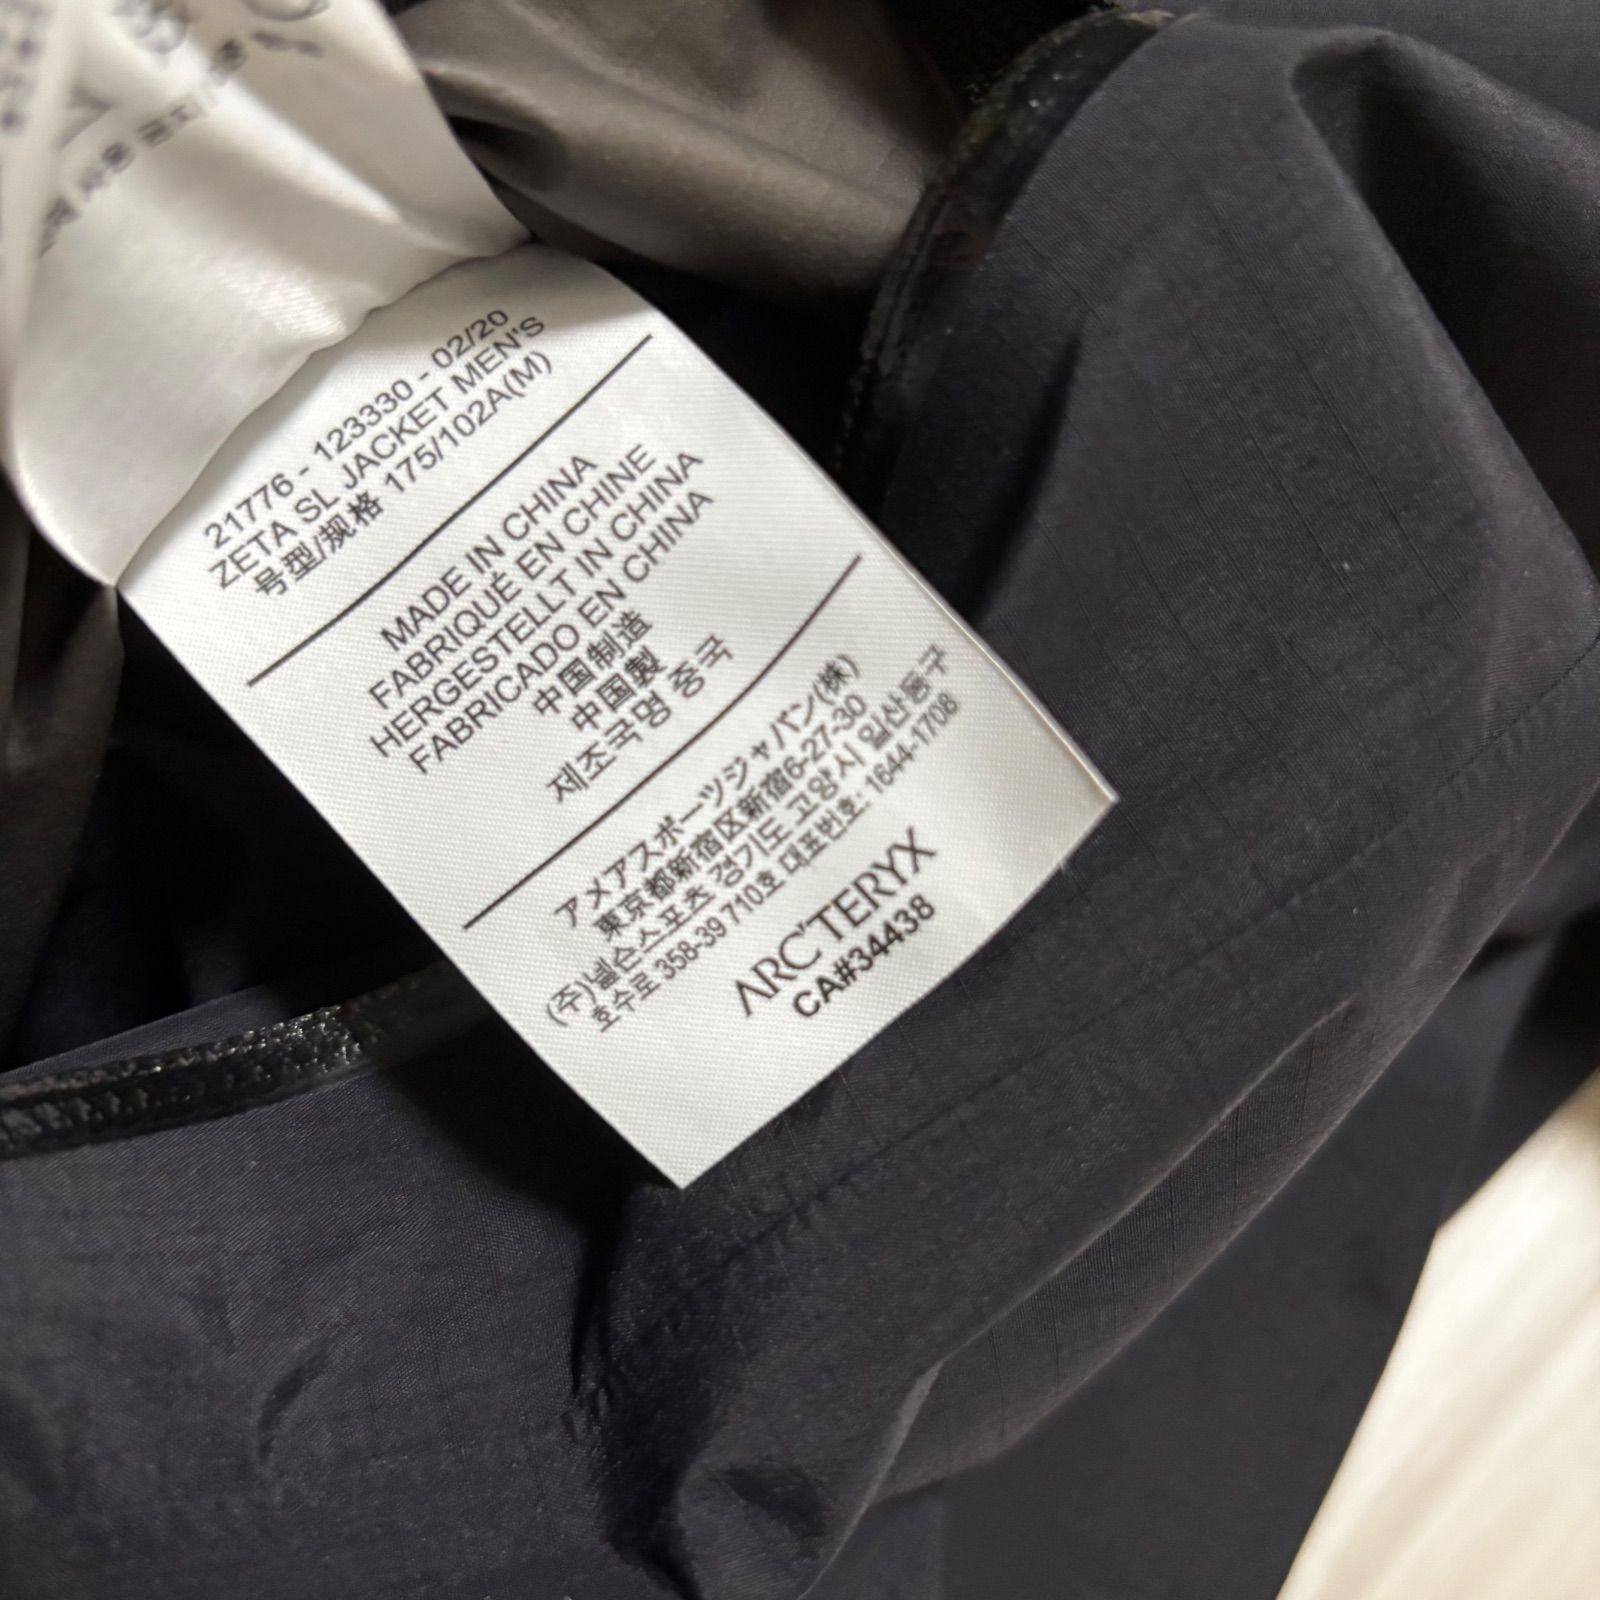 사용 금지
21776 - 123330 - 02/20
ZETA SL JACKET MEN'S
号型/规格 175/102A(M)
MADE IN CHINA
FABRIQUÉ EN CHINE
HERGESTELLT IN CHINA
FABRICADO EN CHINA
中国制造
中国製
제조국명 중국
アメアスポーツジャパン(株)
東京都新宿区新宿6-27-30
(주)넬슨스포츠 경기도 고양시 일산동구
호수로 358-39 710호 대표번호: 1644-1708
ARC'TERYX
CA#34438